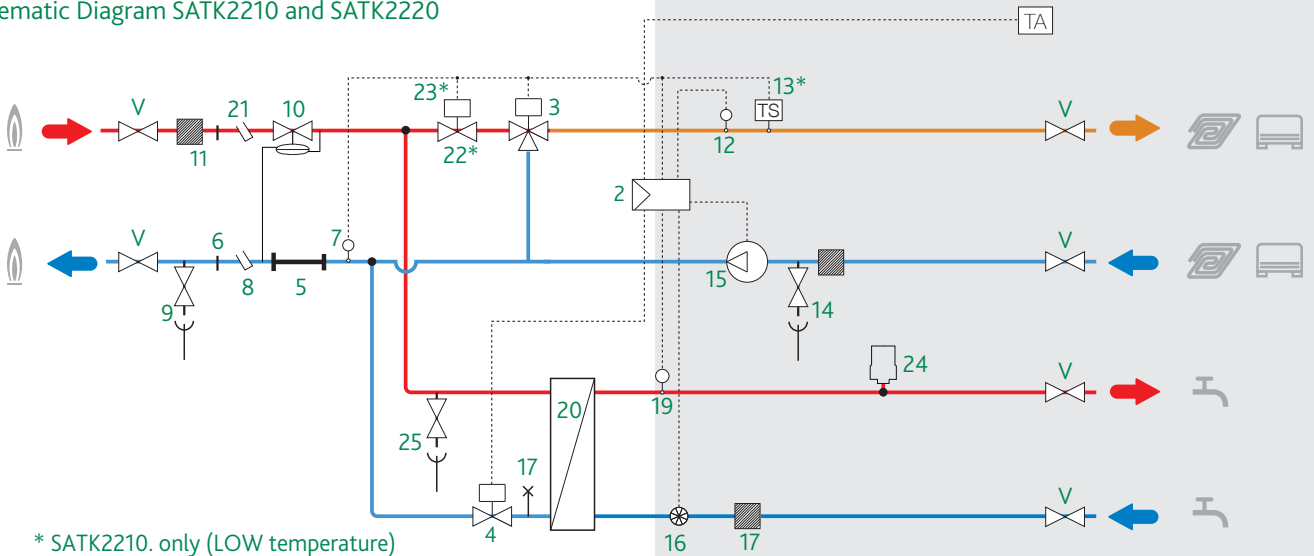 ematic Diagram SATK2210 and SATK2220
TA
23*
13*
V
21
10
3
TS
V
11
22*
12
2
V
6
7
V
8
5
15
9
14
24
V
20
19
25
17
V
4
16
17
* SATK2210. only (LOW temperature)